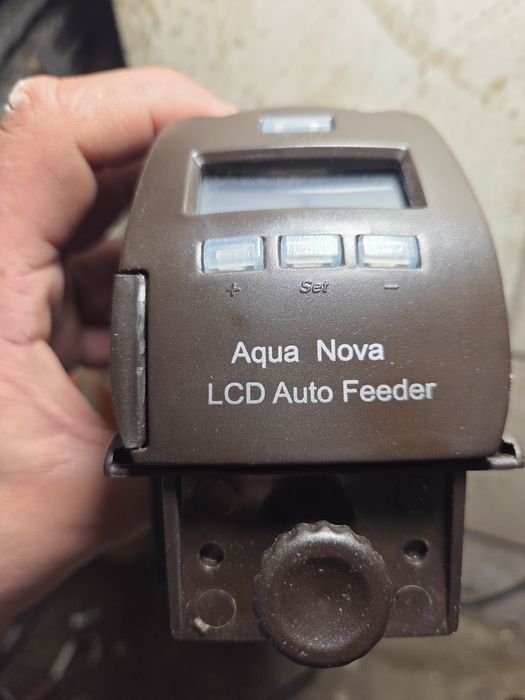 + Set -
Aqua Nova
LCD Auto Feeder